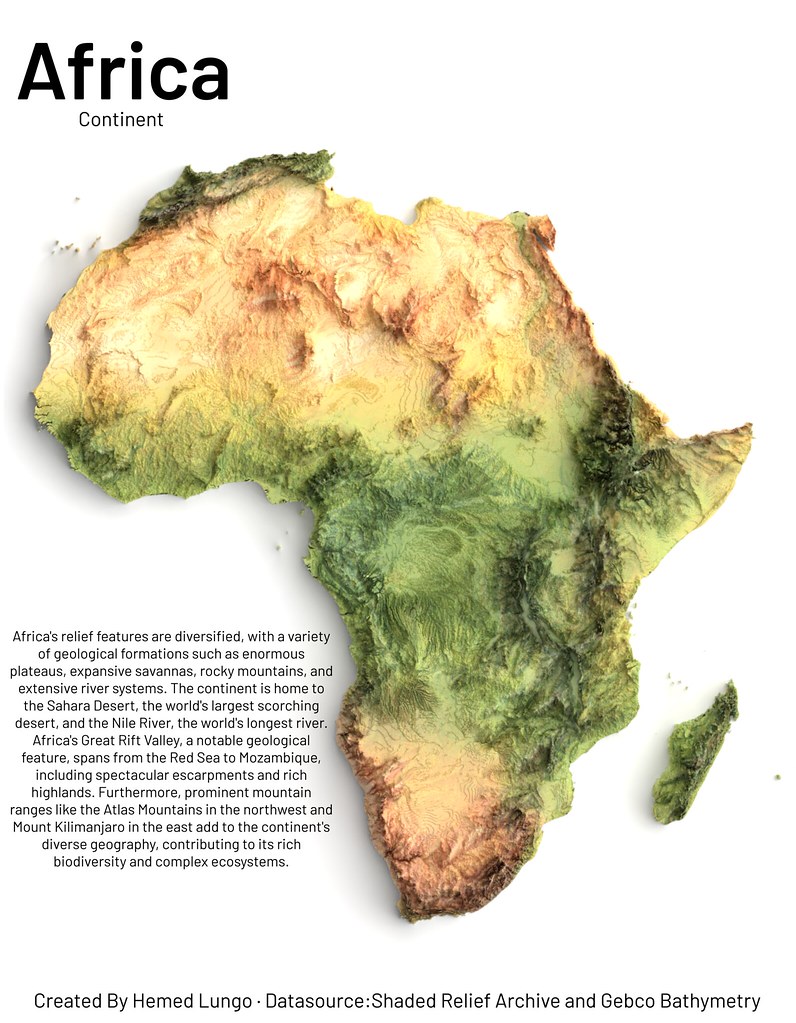 Africa
Continent
Africa's relief features are diversified, with a variety
of geological formations such as enormous
plateaus, expansive savannas, rocky mountains, and
extensive river systems. The continent is home to
the Sahara Desert, the world's largest scorching
desert, and the Nile River, the world's longest river.
Africa's Great Rift Valley, a notable geological
feature, spans from the Red Sea to Mozambique,
including spectacular escarpments and rich
highlands. Furthermore, prominent mountain
ranges like the Atlas Mountains in the northwest and
Mount Kilimanjaro in the east add to the continent's
diverse geography, contributing to its rich
biodiversity and complex ecosystems.
Created By Hemed Lungo · Datasource:Shaded Relief Archive and Gebco Bathymetry